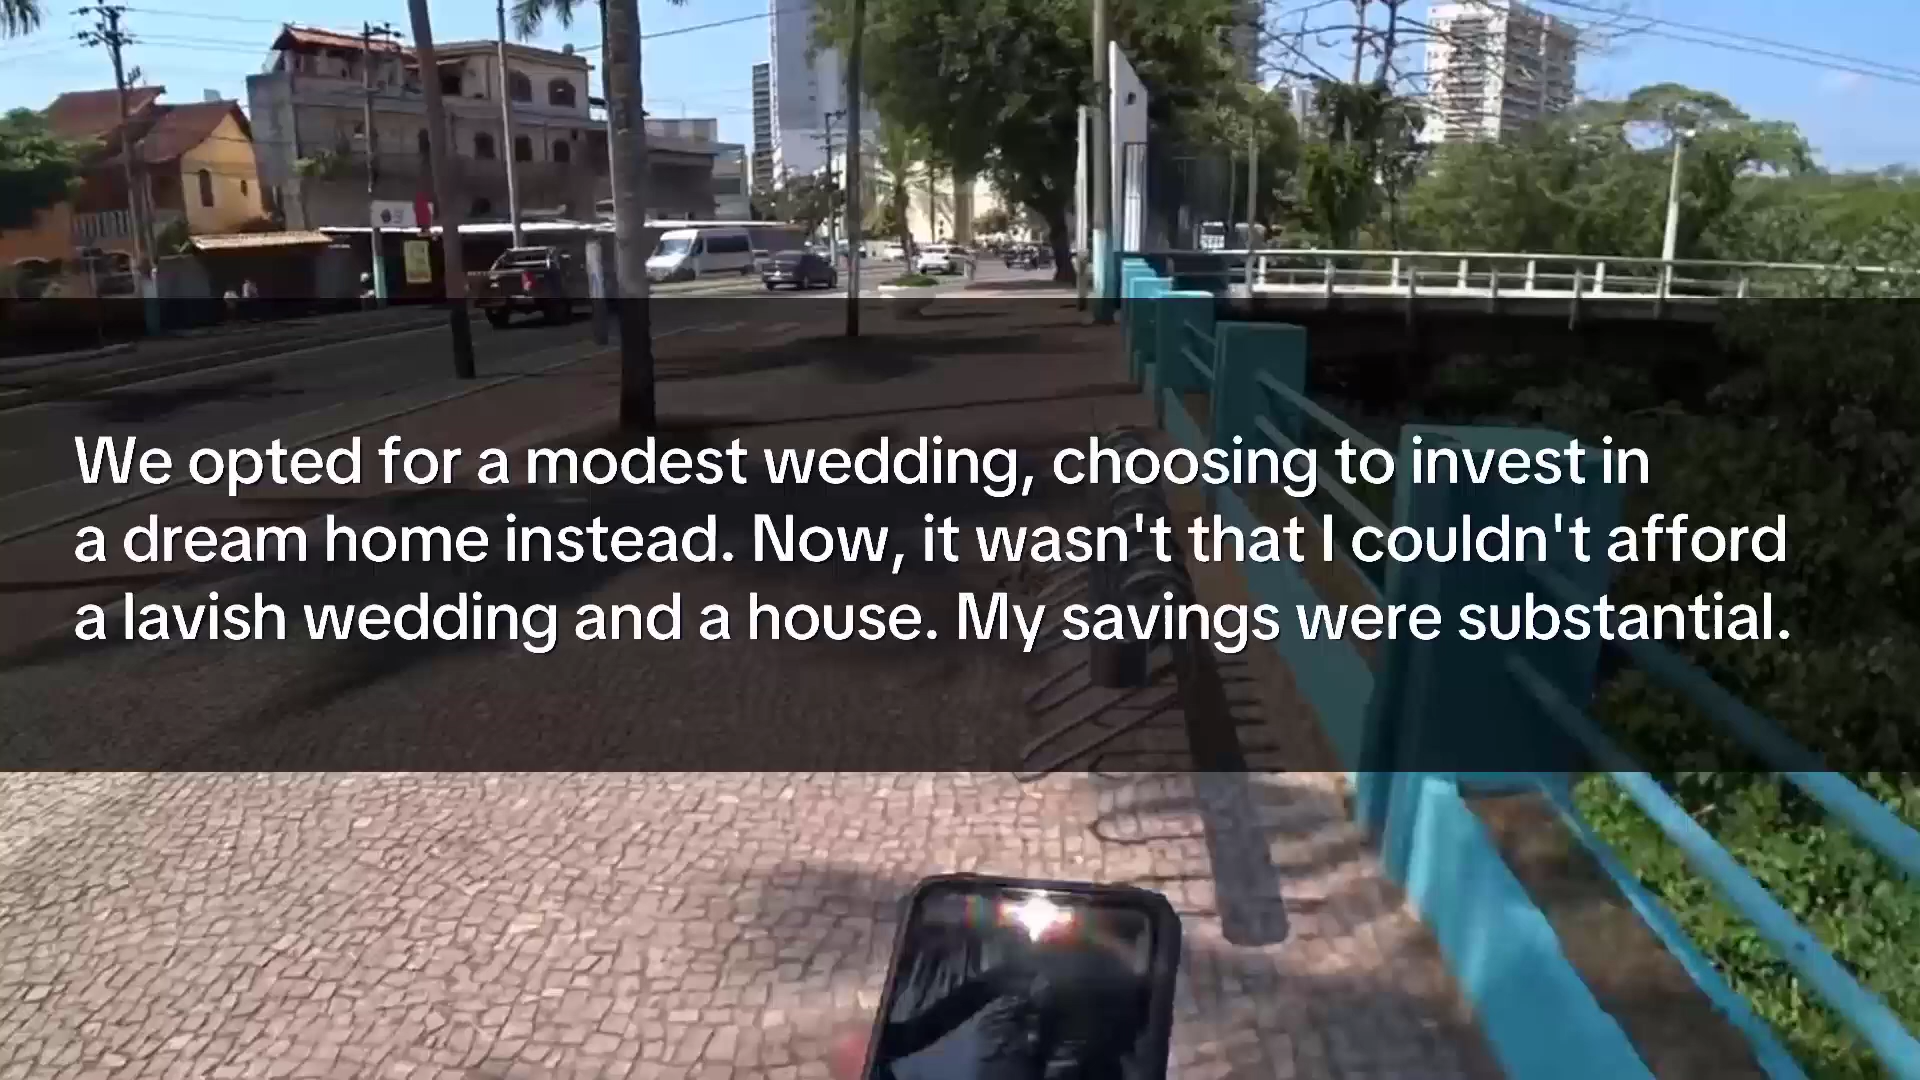 We opted for a modest wedding, choosing to invest in
a dream home instead. Now, it wasn't that I couldn't afford
a lavish wedding and a house. My savings were substantial.